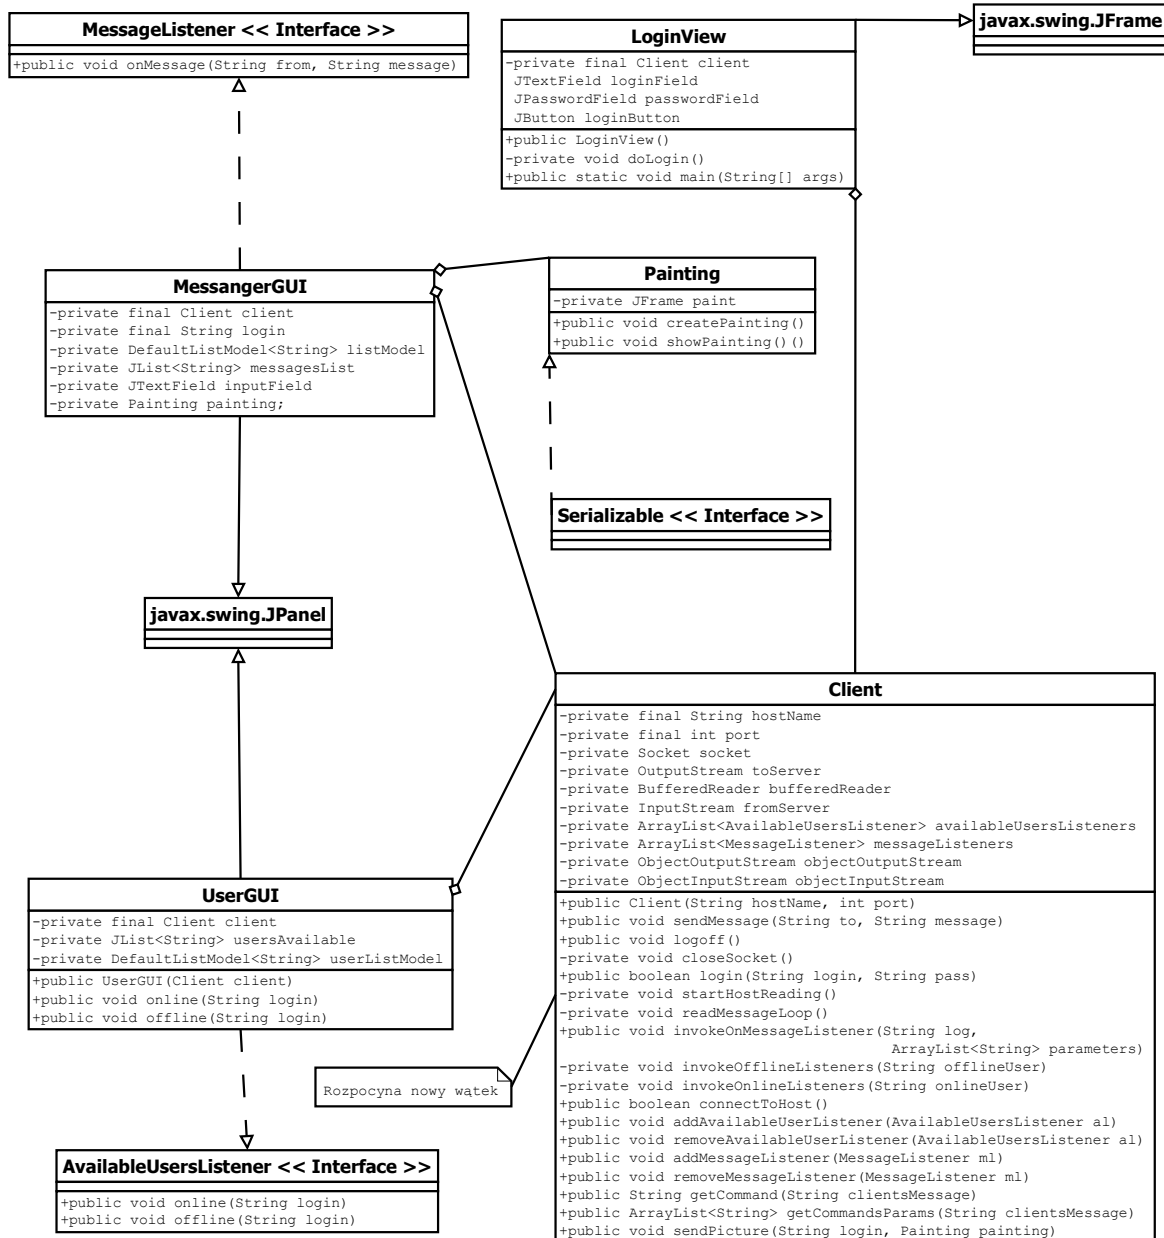 MessageListener << Interface >>
+public void onMessage(String from, String message)
LoginView
-private final Client client
JTextField loginField
JPasswordField passwordField
JButton loginButton
+public LoginView()
-private void doLogin()
+public static void main(String[] args)
javax.swing.JFrame
MessangerGUI
-private final Client client
-private final String login
-private DefaultListModel<String> listModel
-private JList<String> messagesList
-private JTextField inputField
-private Painting painting;
Painting
-private JFrame paint
+public void createPainting()
+public void showPainting()()
Serializable << Interface >>
javax.swing.JPanel
Client
-private final String hostName
-private final int port
-private Socket socket
-private OutputStream toServer
-private BufferedReader bufferedReader
-private InputStream fromServer
-private ArrayList<AvailableUsersListener> availableUsersListeners
-private ArrayList<MessageListener> messageListeners
-private ObjectOutputStream objectOutputStream
-private ObjectInputStream objectInputStream
+public Client(String hostName, int port)
+public void sendMessage(String to, String message)
+public void logoff()
-private void closeSocket()
+public boolean login(String login, String pass)
-private void startHostReading()
-private void readMessageLoop()
+public void invokeOnMessageListener(String log,
ArrayList<String> parameters)
-private void invokeOfflineListeners(String offlineUser)
-private void invokeOnlineListeners(String onlineUser)
+public boolean connectToHost()
+public void addAvailableUserListener(AvailableUsersListener al)
+public void removeAvailableUserListener(AvailableUsersListener al)
+public void addMessageListener(MessageListener ml)
+public void removeMessageListener(MessageListener ml)
+public String getCommand(String clientsMessage)
+public ArrayList<String> getCommandsParams(String clientsMessage)
+public void sendPicture(String login, Painting painting)
UserGUI
-private final Client client
-private JList<String> usersAvailable
-private DefaultListModel<String> userListModel
+public UserGUI(Client client)
+public void online(String login)
+public void offline(String login)
Rozpocyna nowy wątek
AvailableUsersListener << Interface >>
+public void online(String login)
+public void offline(String login)